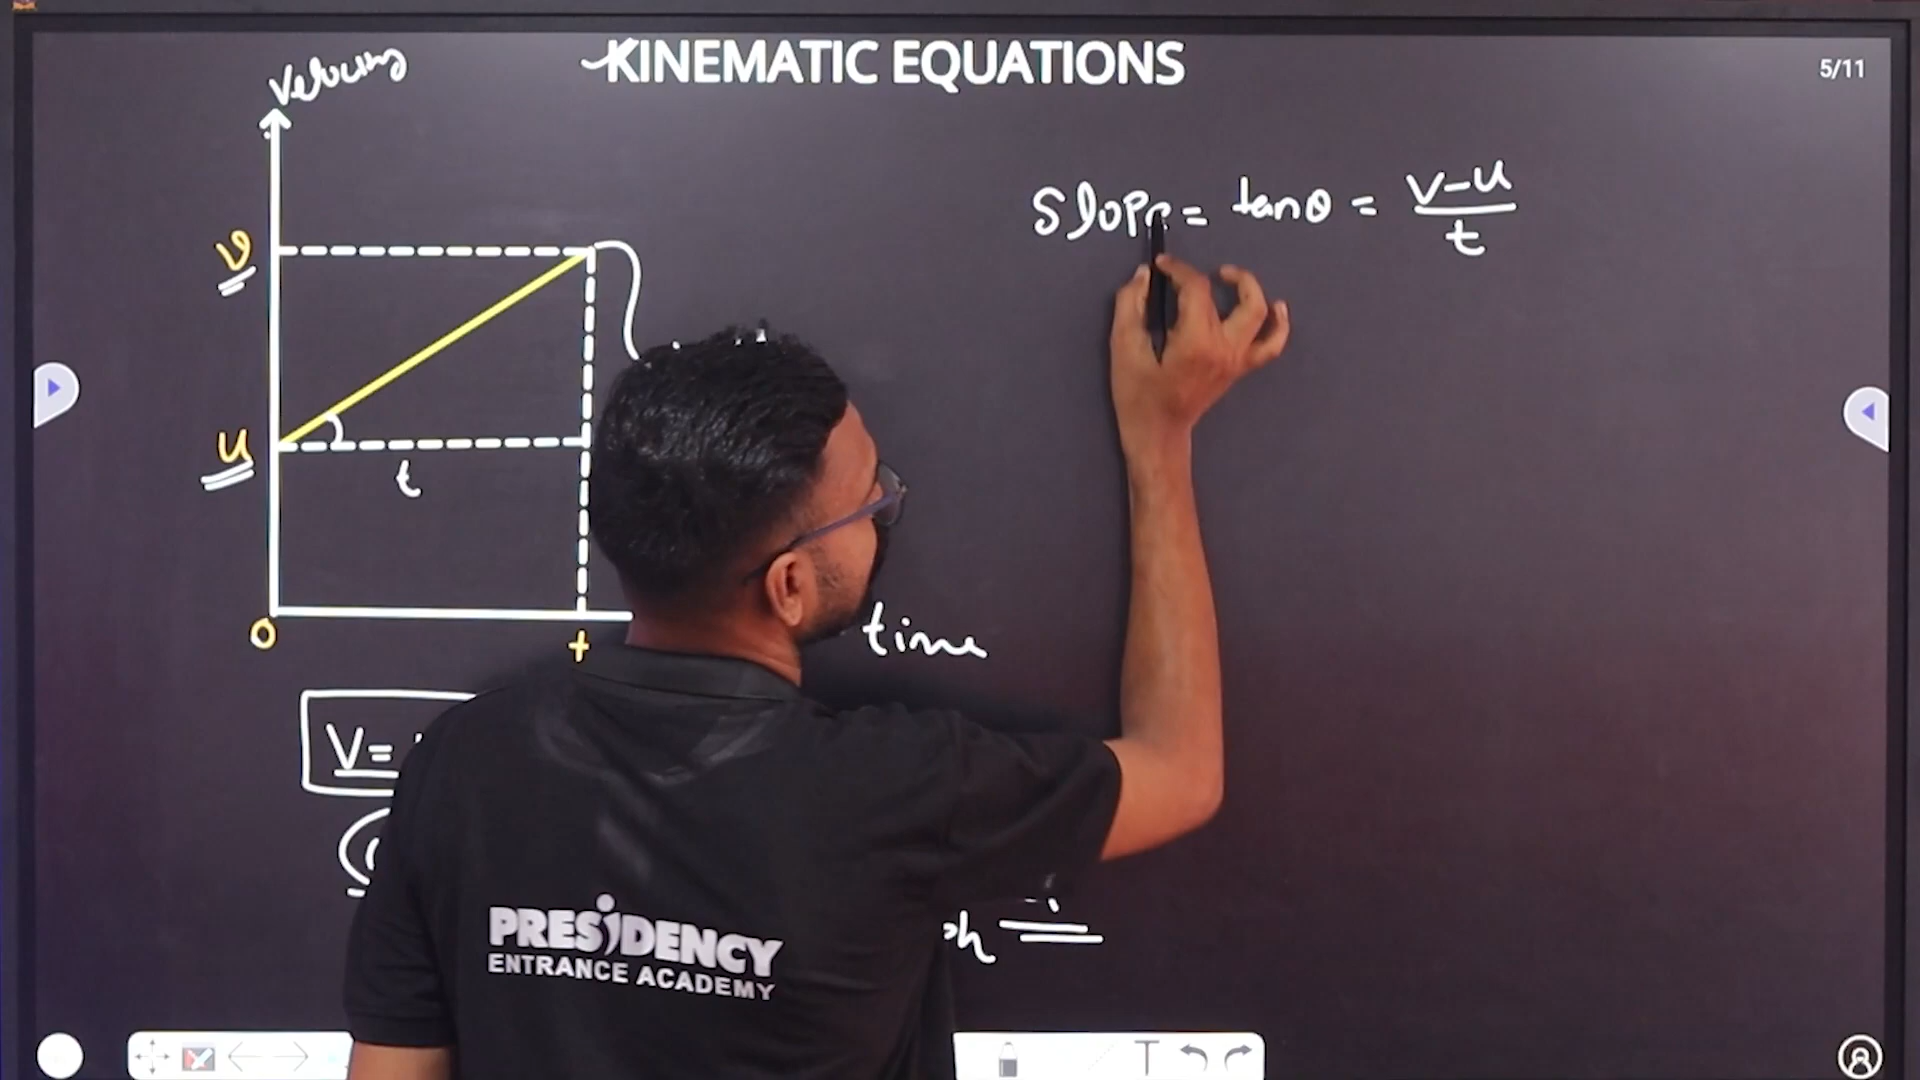 KINEMATIC EQUATIONS
5/11
Velocity
Slope = tanθ = v-u/t
v
u
t
0
t
time
V=
PRESiDENCY
ENTRANCE ACADEMY
T